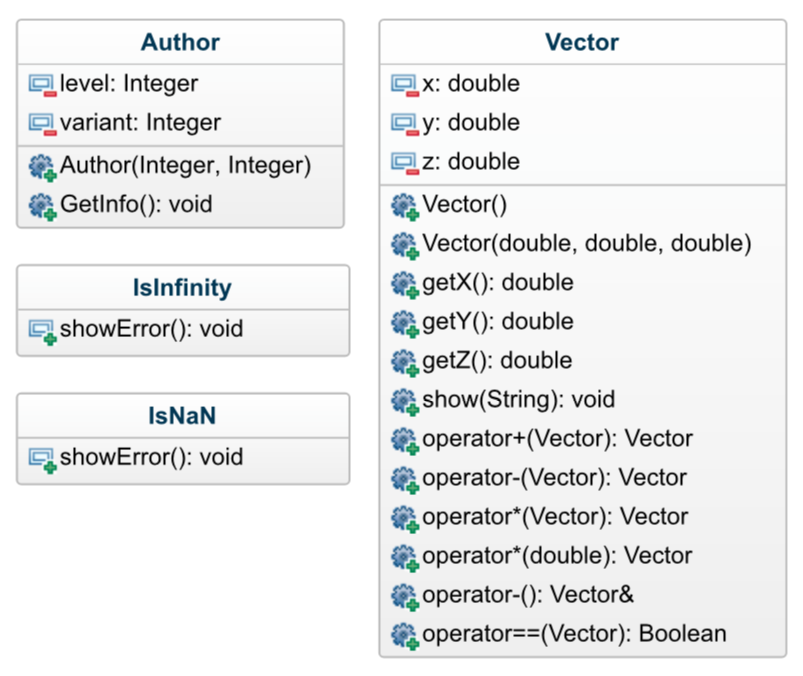 Author
level: Integer
variant: Integer
Author(Integer, Integer)
GetInfo(): void
IsInfinity
showError(): void
IsNaN
showError(): void
Vector
x: double
y: double
z: double
Vector()
Vector(double, double, double)
getX(): double
getY(): double
getZ(): double
show(String): void
operator+(Vector): Vector
operator-(Vector): Vector
operator*(Vector): Vector
operator*(double): Vector
operator-(): Vector&
operator==(Vector): Boolean